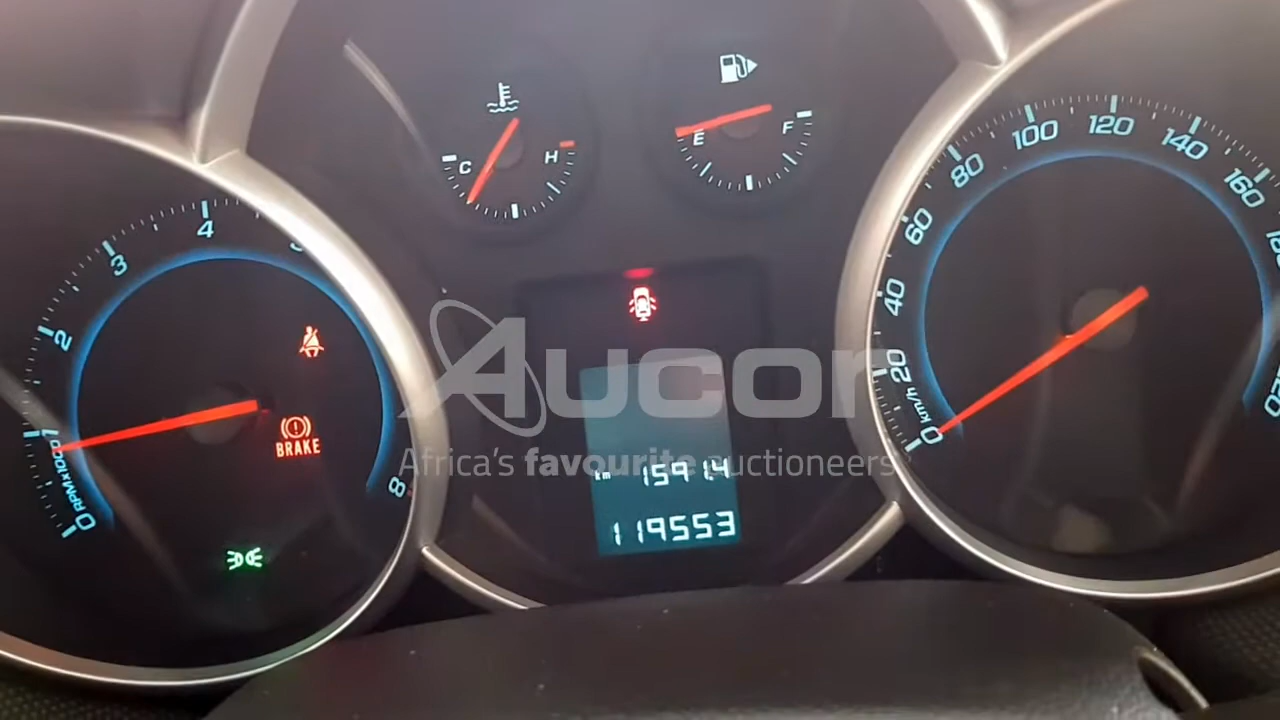 C H
E F
0 1 2 3 4 8
RPMx1000
BRAKE
0 20 40 60 80 100 120 140 160
km/h
Aucor
Africa's favourite auctioneers
km 1591.4
119553